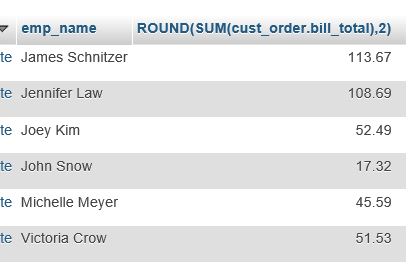 emp_name ROUND(SUM(cust_order.bill_total),2)
te James Schnitzer 113.67
te Jennifer Law 108.69
te Joey Kim 52.49
te John Snow 17.32
te Michelle Meyer 45.59
te Victoria Crow 51.53